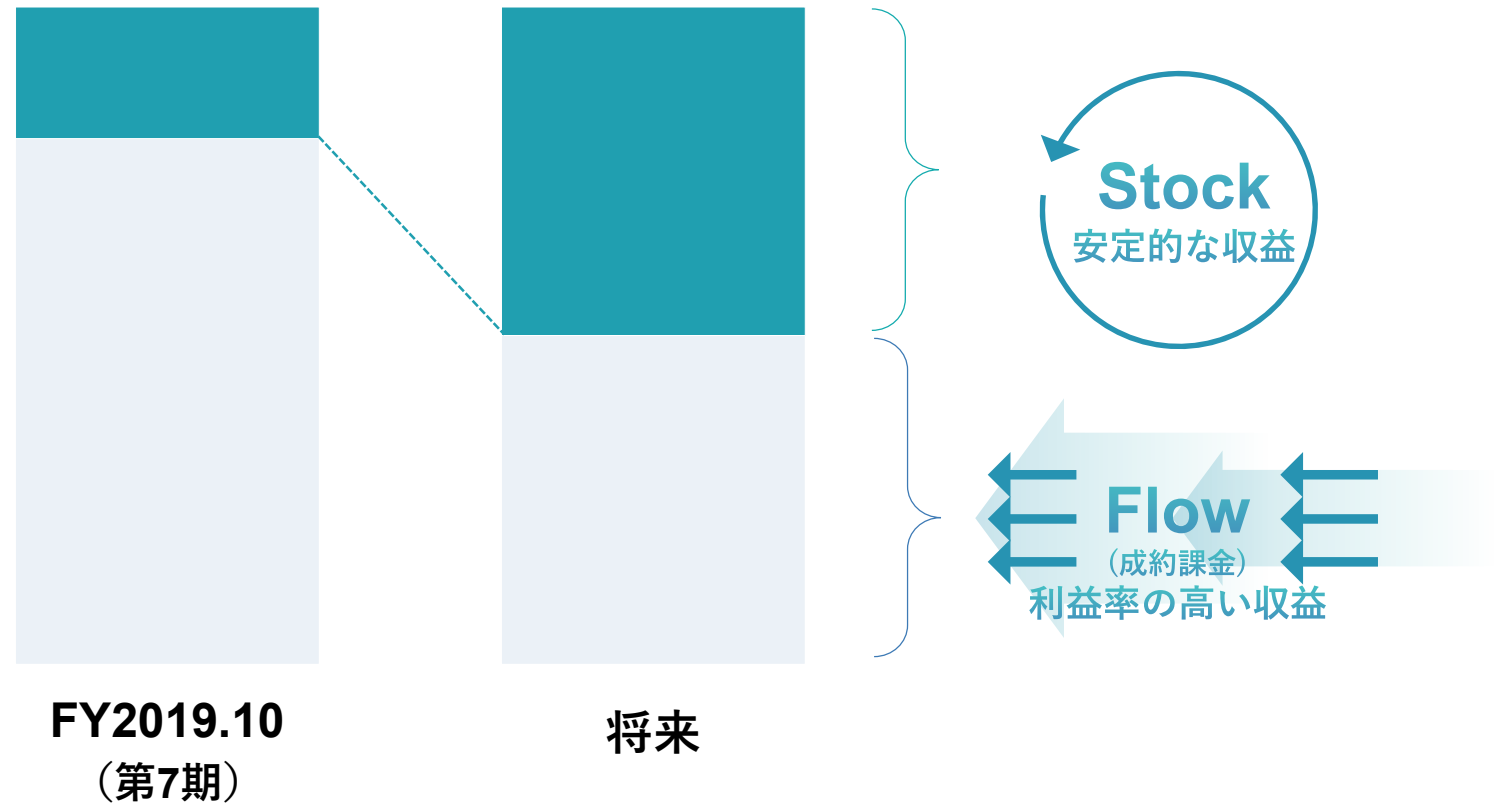 Stock
安定的な収益
Flow
（成約課金）
利益率の高い収益
FY2019.10
（第7期）
将来